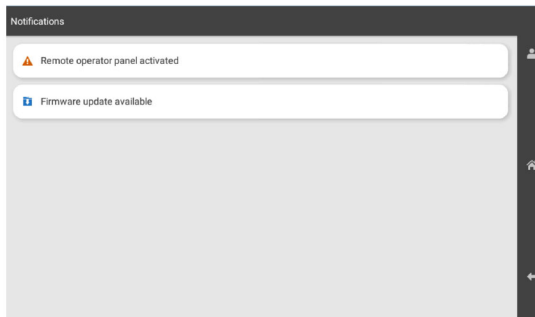 Notifications
Remote operator panel activated
Firmware update available